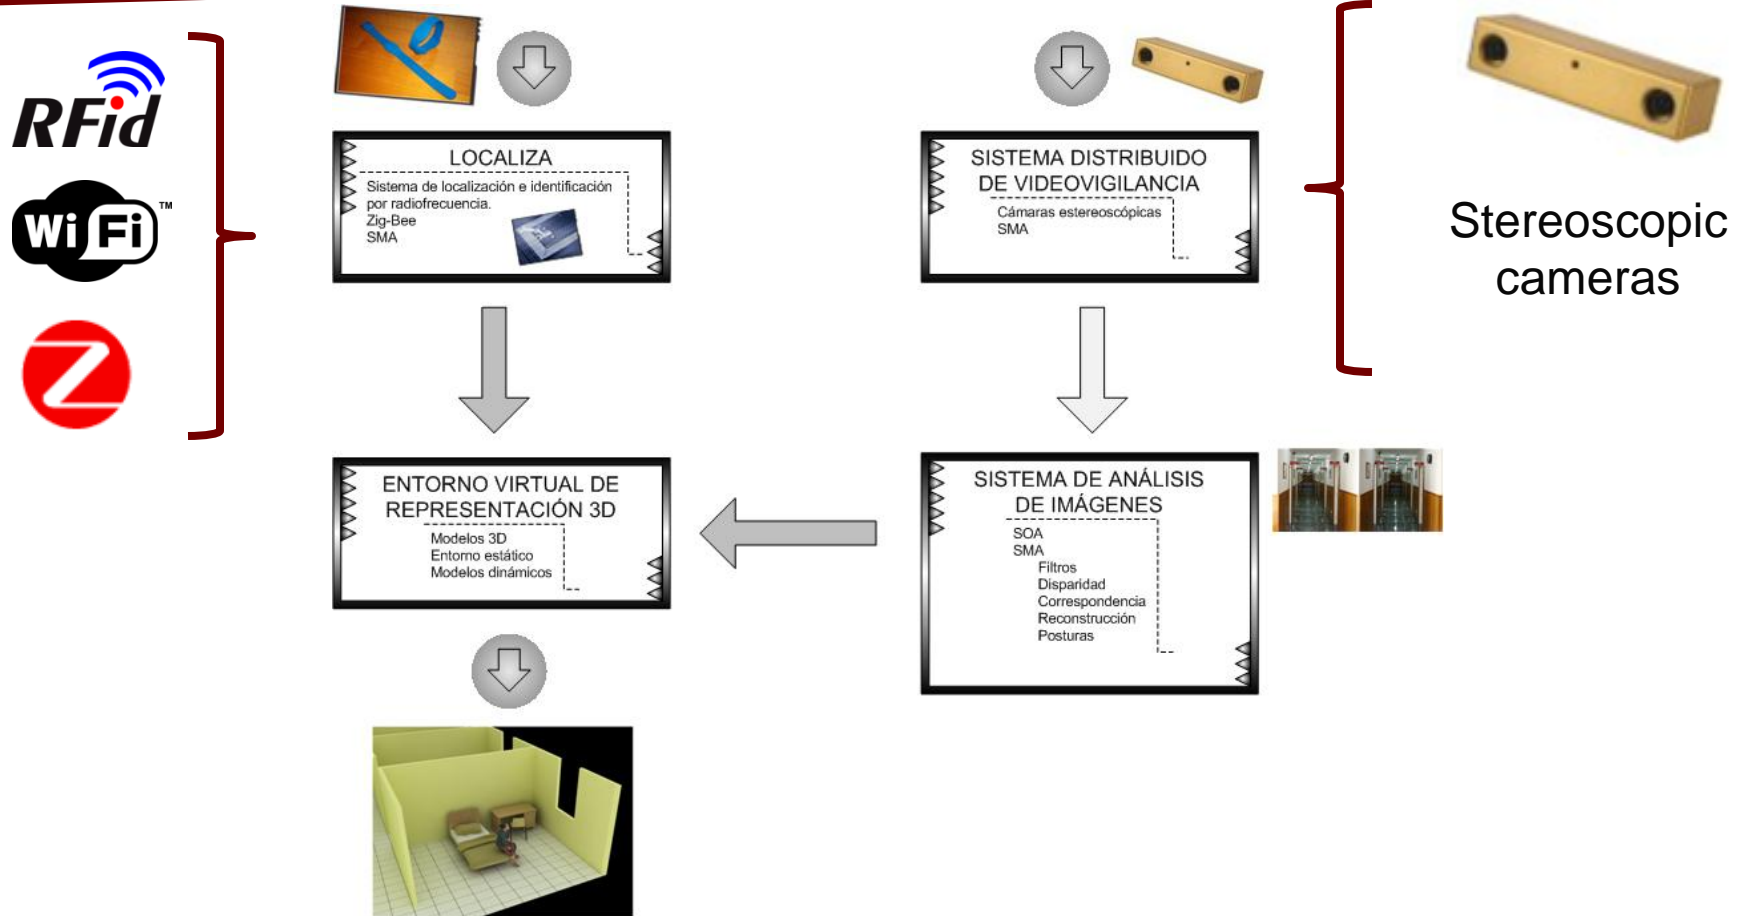 RFid
WiFi™
LOCALIZA
Sistema de localización e identificación
por radiofrecuencia.
Zig-Bee
SMA
SISTEMA DISTRIBUIDO
DE VIDEOVIGILANCIA
Cámaras estereoscópicas
SMA
Stereoscopic
cameras
ENTORNO VIRTUAL DE
REPRESENTACIÓN 3D
Modelos 3D
Entorno estático
Modelos dinámicos
SISTEMA DE ANÁLISIS
DE IMÁGENES
SOA
SMA
Filtros
Disparidad
Correspondencia
Reconstrucción
Posturas